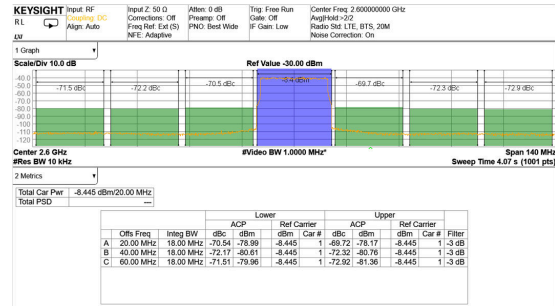 KEYSIGHT Input: RF Input Z: 50 Ω Atten: 0 dB Trig: Free Run Center Freq: 2.600000000 GHz
R L Coupling: DC Corrections: Off Preamp: Off Gate: Off Avg|Hold:>2/2
Align: Auto Freq Ref: Ext (S) PNO: Best Wide IF Gain: Low Radio Std: LTE, BTS, 20M
LXI NFE: Adaptive Noise Correction: On
1 Graph
Scale/Div 10.0 dB Ref Value -30.00 dBm
-40.0
-50.0
-60.0
-70.0
-80.0
-90.0
-100
-110
-120
-71.5 dBc -72.2 dBc -70.5 dBc -69.7 dBc -72.3 dBc -72.9 dBc
Center 2.6 GHz #Video BW 1.0000 MHz* Span 140 MHz
#Res BW 10 kHz Sweep Time 4.07 s (1001 pts)
2 Metrics
Total Car Pwr -8.445 dBm/20.00 MHz
Total PSD ---
Lower Upper
ACP Ref Carrier ACP Ref Carrier
Offs Freq Integ BW dBc dBm dBm Car # dBc dBm dBm Car # Filter
A 20.00 MHz 18.00 MHz -70.54 -78.99 -8.445 1 -69.72 -78.17 -8.445 1 -3 dB
B 40.00 MHz 18.00 MHz -72.17 -80.61 -8.445 1 -72.32 -80.76 -8.445 1 -3 dB
C 60.00 MHz 18.00 MHz -71.51 -79.96 -8.445 1 -72.92 -81.36 -8.445 1 -3 dB